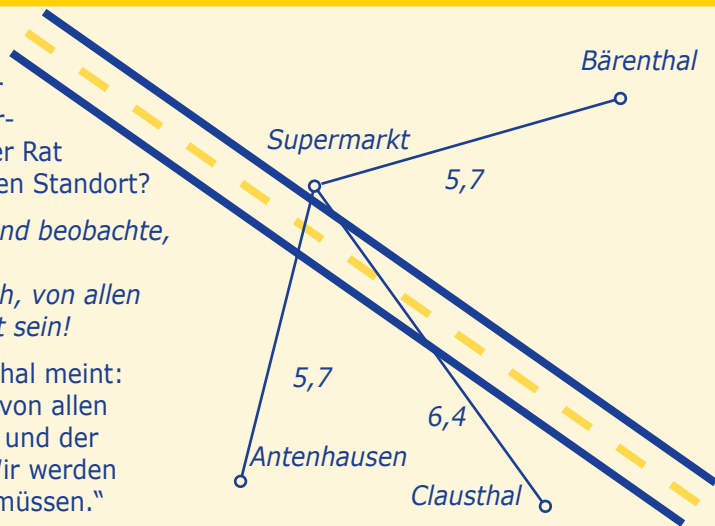 er Rat
en Standort?
nd beobachte,
h, von allen
t sein!
hal meint:
von allen
und der
Wir werden
müssen.“
Bärenthal
Supermarkt
5,7
5,7
6,4
Antenhausen
Clausthal